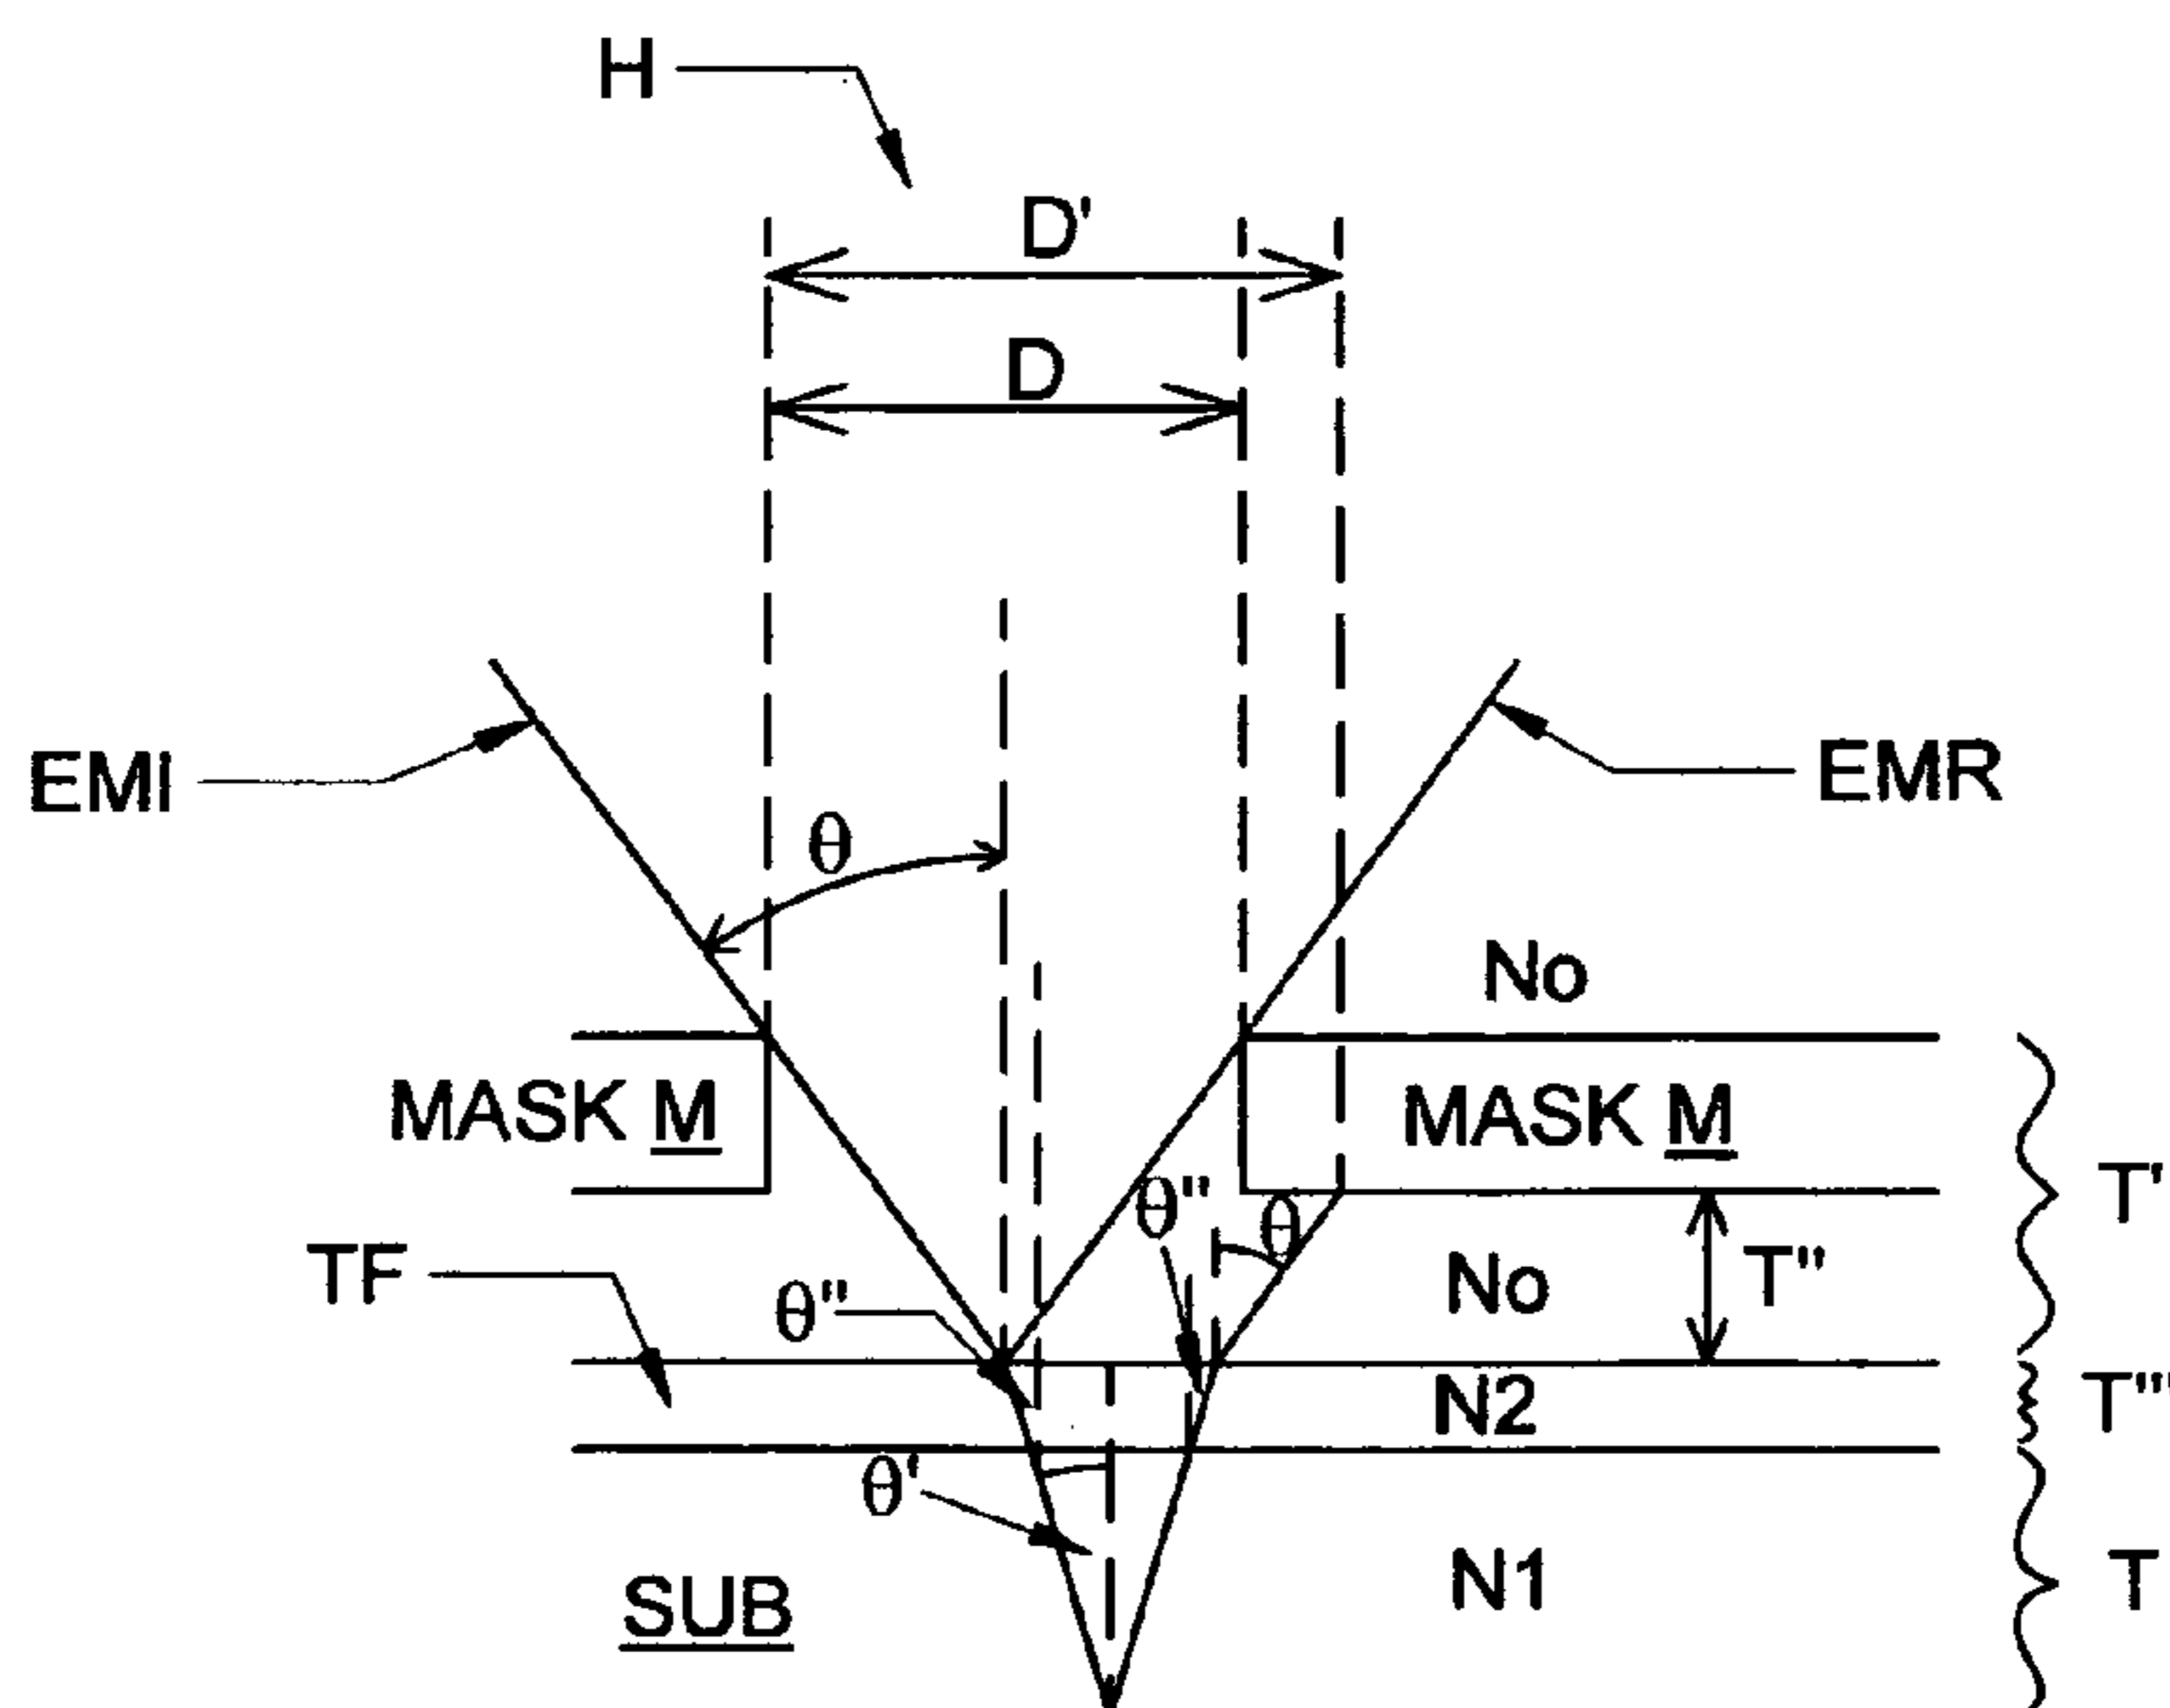 H
D'
D
EMI
EMR
θ
No
MASK M
MASK M
T'
θ"
θ
TF
No
T"
θ"
N2
T"'
θ'
SUB
N1
T